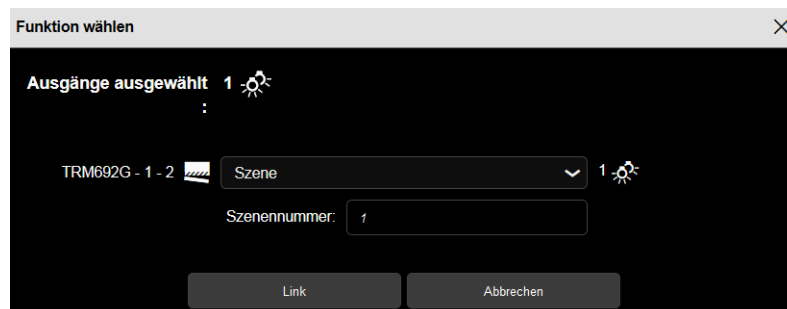 Funktion wählen
Ausgänge ausgewählt 1
:
TRM692G - 1 - 2 Szene 1
Szenennummer: 1
Link Abbrechen